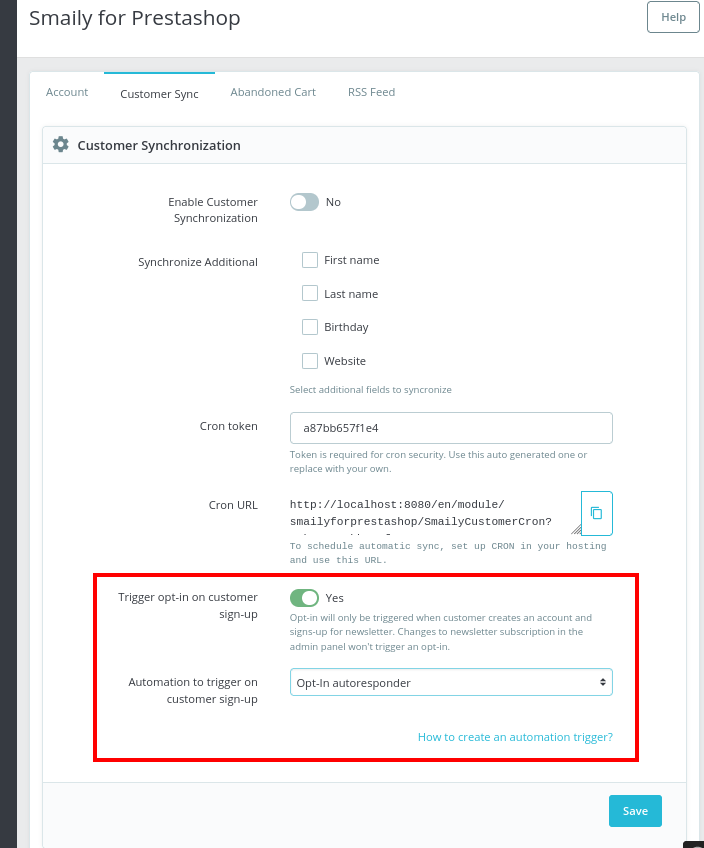 Smaily for Prestashop
Help
Account
Customer Sync
Abandoned Cart
RSS Feed
Customer Synchronization
Enable Customer
Synchronization
No
Synchronize Additional
First name
Last name
Birthday
Website
Select additional fields to syncronize
Cron token
a87bb657f1e4
Token is required for cron security. Use this auto generated one or
replace with your own.
Cron URL
http://localhost:8080/en/module/
smailyforprestashop/SmailyCustomerCron?
To schedule automatic sync, set up CRON in your hosting
and use this URL.
Trigger opt-in on customer
sign-up
Yes
Opt-in will only be triggered when customer creates an account and
signs-up for newsletter. Changes to newsletter subscription in the
admin panel won't trigger an opt-in.
Automation to trigger on
customer sign-up
Opt-In autoresponder
How to create an automation trigger?
Save